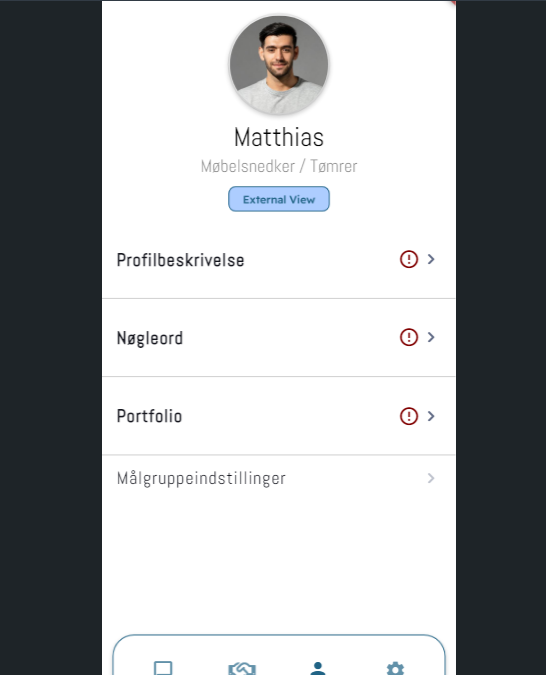 Matthias
Møbelsnedker / Tømrer
External View
Profilbeskrivelse
Nøgleord
Portfolio
Målgruppeindstillinger